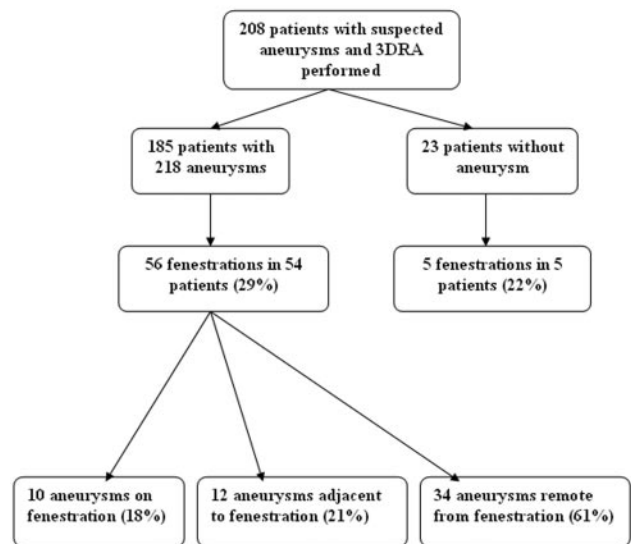 208 patients with suspected
aneurysms and 3DRA
performed
185 patients with
218 aneurysms
23 patients without
aneurysm
56 fenestrations in 54
patients (29%)
5 fenestrations in 5
patients (22%)
10 aneurysms on
fenestration (18%)
12 aneurysms adjacent
to fenestration (21%)
34 aneurysms remote
from fenestration (61%)